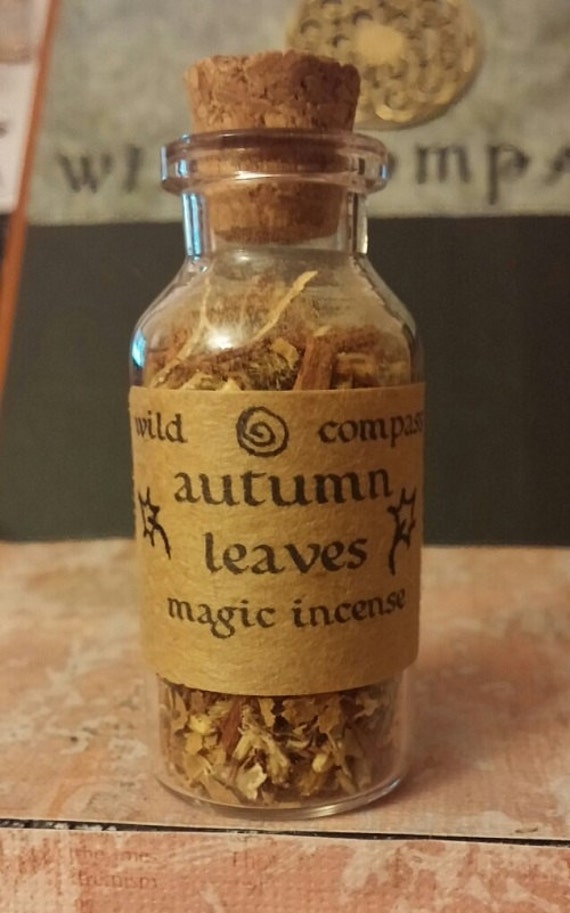 wild compass
autumn
leaves
magic incense